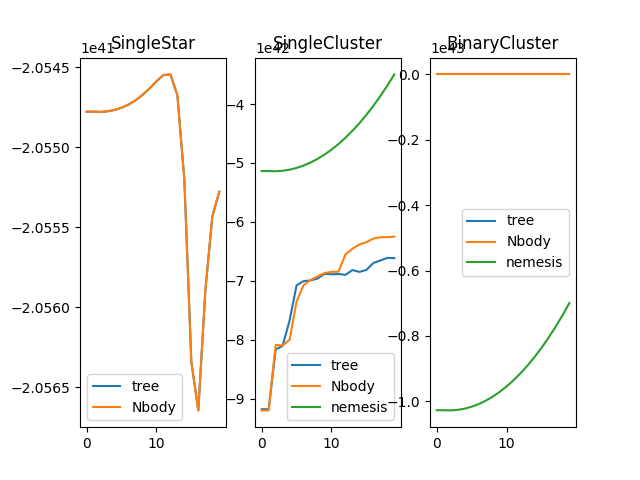 SingleStar
1e41
−2.0545
−2.0550
−2.0555
−2.0560
−2.0565
0
10
tree
Nbody
SingleCluster
1e42
−4
−5
−6
−7
−8
−9
0
10
tree
Nbody
nemesis
BinaryCluster
1e43
0.0
−0.2
−0.4
−0.6
−0.8
−1.0
0
10
tree
Nbody
nemesis